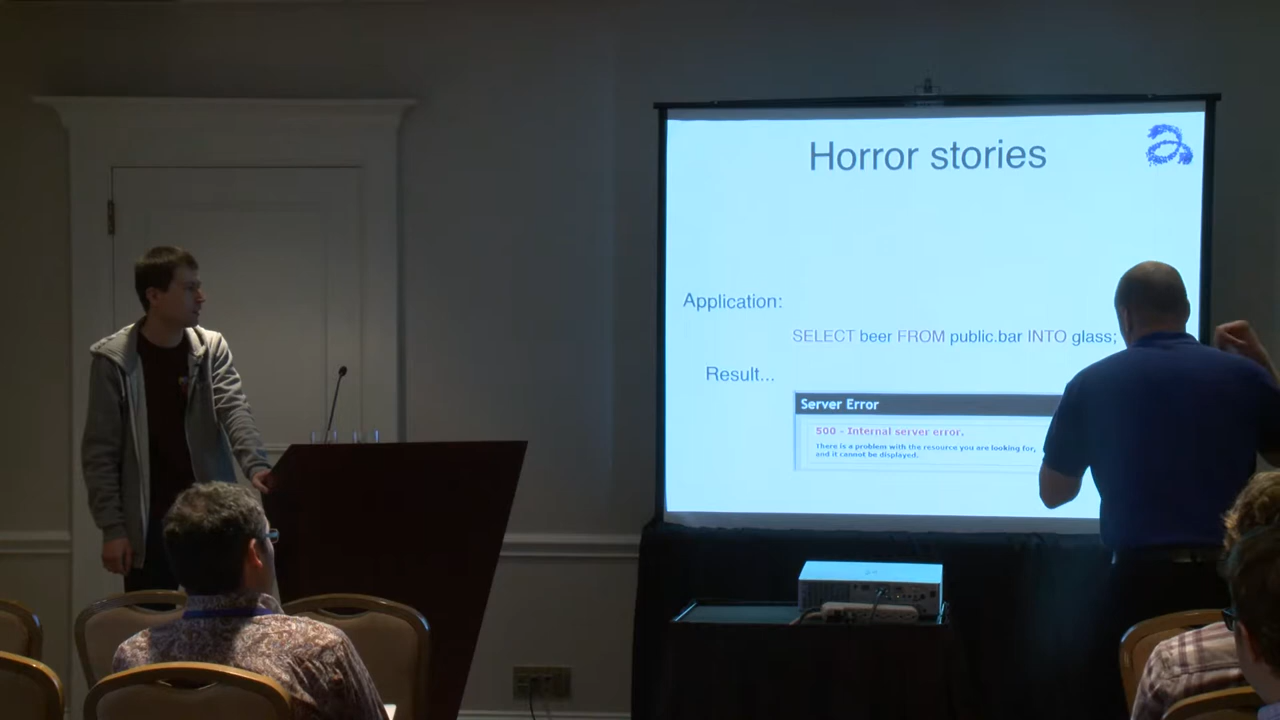 Horror stories
Application:
SELECT beer FROM public.bar INTO glass;
Result...
Server Error
500 - Internal server error.
There is a problem with the resource you are looking for,
and it cannot be displayed.